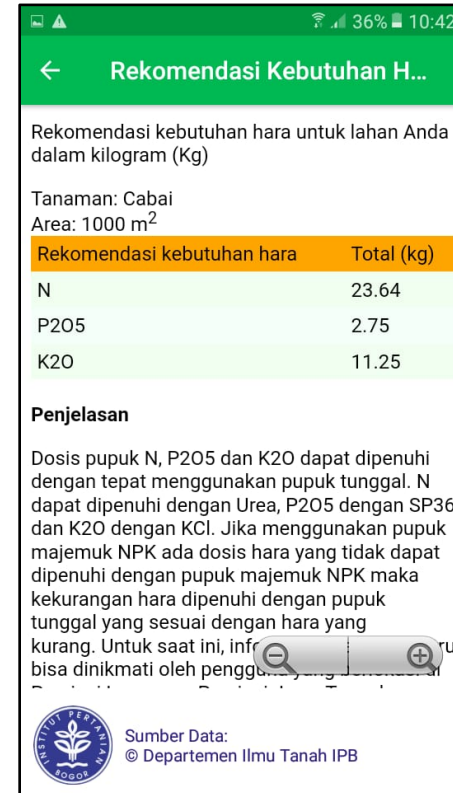 36% 10:42
Rekomendasi Kebutuhan H...
Rekomendasi kebutuhan hara untuk lahan Anda
dalam kilogram (Kg)
Tanaman: Cabai
Area: 1000 m²
Rekomendasi kebutuhan hara Total (kg)
N 23.64
P2O5 2.75
K2O 11.25
Penjelasan
Dosis pupuk N, P2O5 dan K2O dapat dipenuhi
dengan tepat menggunakan pupuk tunggal. N
dapat dipenuhi dengan Urea, P2O5 dengan SP36
dan K2O dengan KCl. Jika menggunakan pupuk
majemuk NPK ada dosis hara yang tidak dapat
dipenuhi dengan pupuk majemuk NPK maka
kekurangan hara dipenuhi dengan pupuk
tunggal yang sesuai dengan hara yang
kurang. Untuk saat ini,
bisa dinikmati oleh
INSTITUT PERTANIAN BOGOR
Sumber Data:
© Departemen Ilmu Tanah IPB